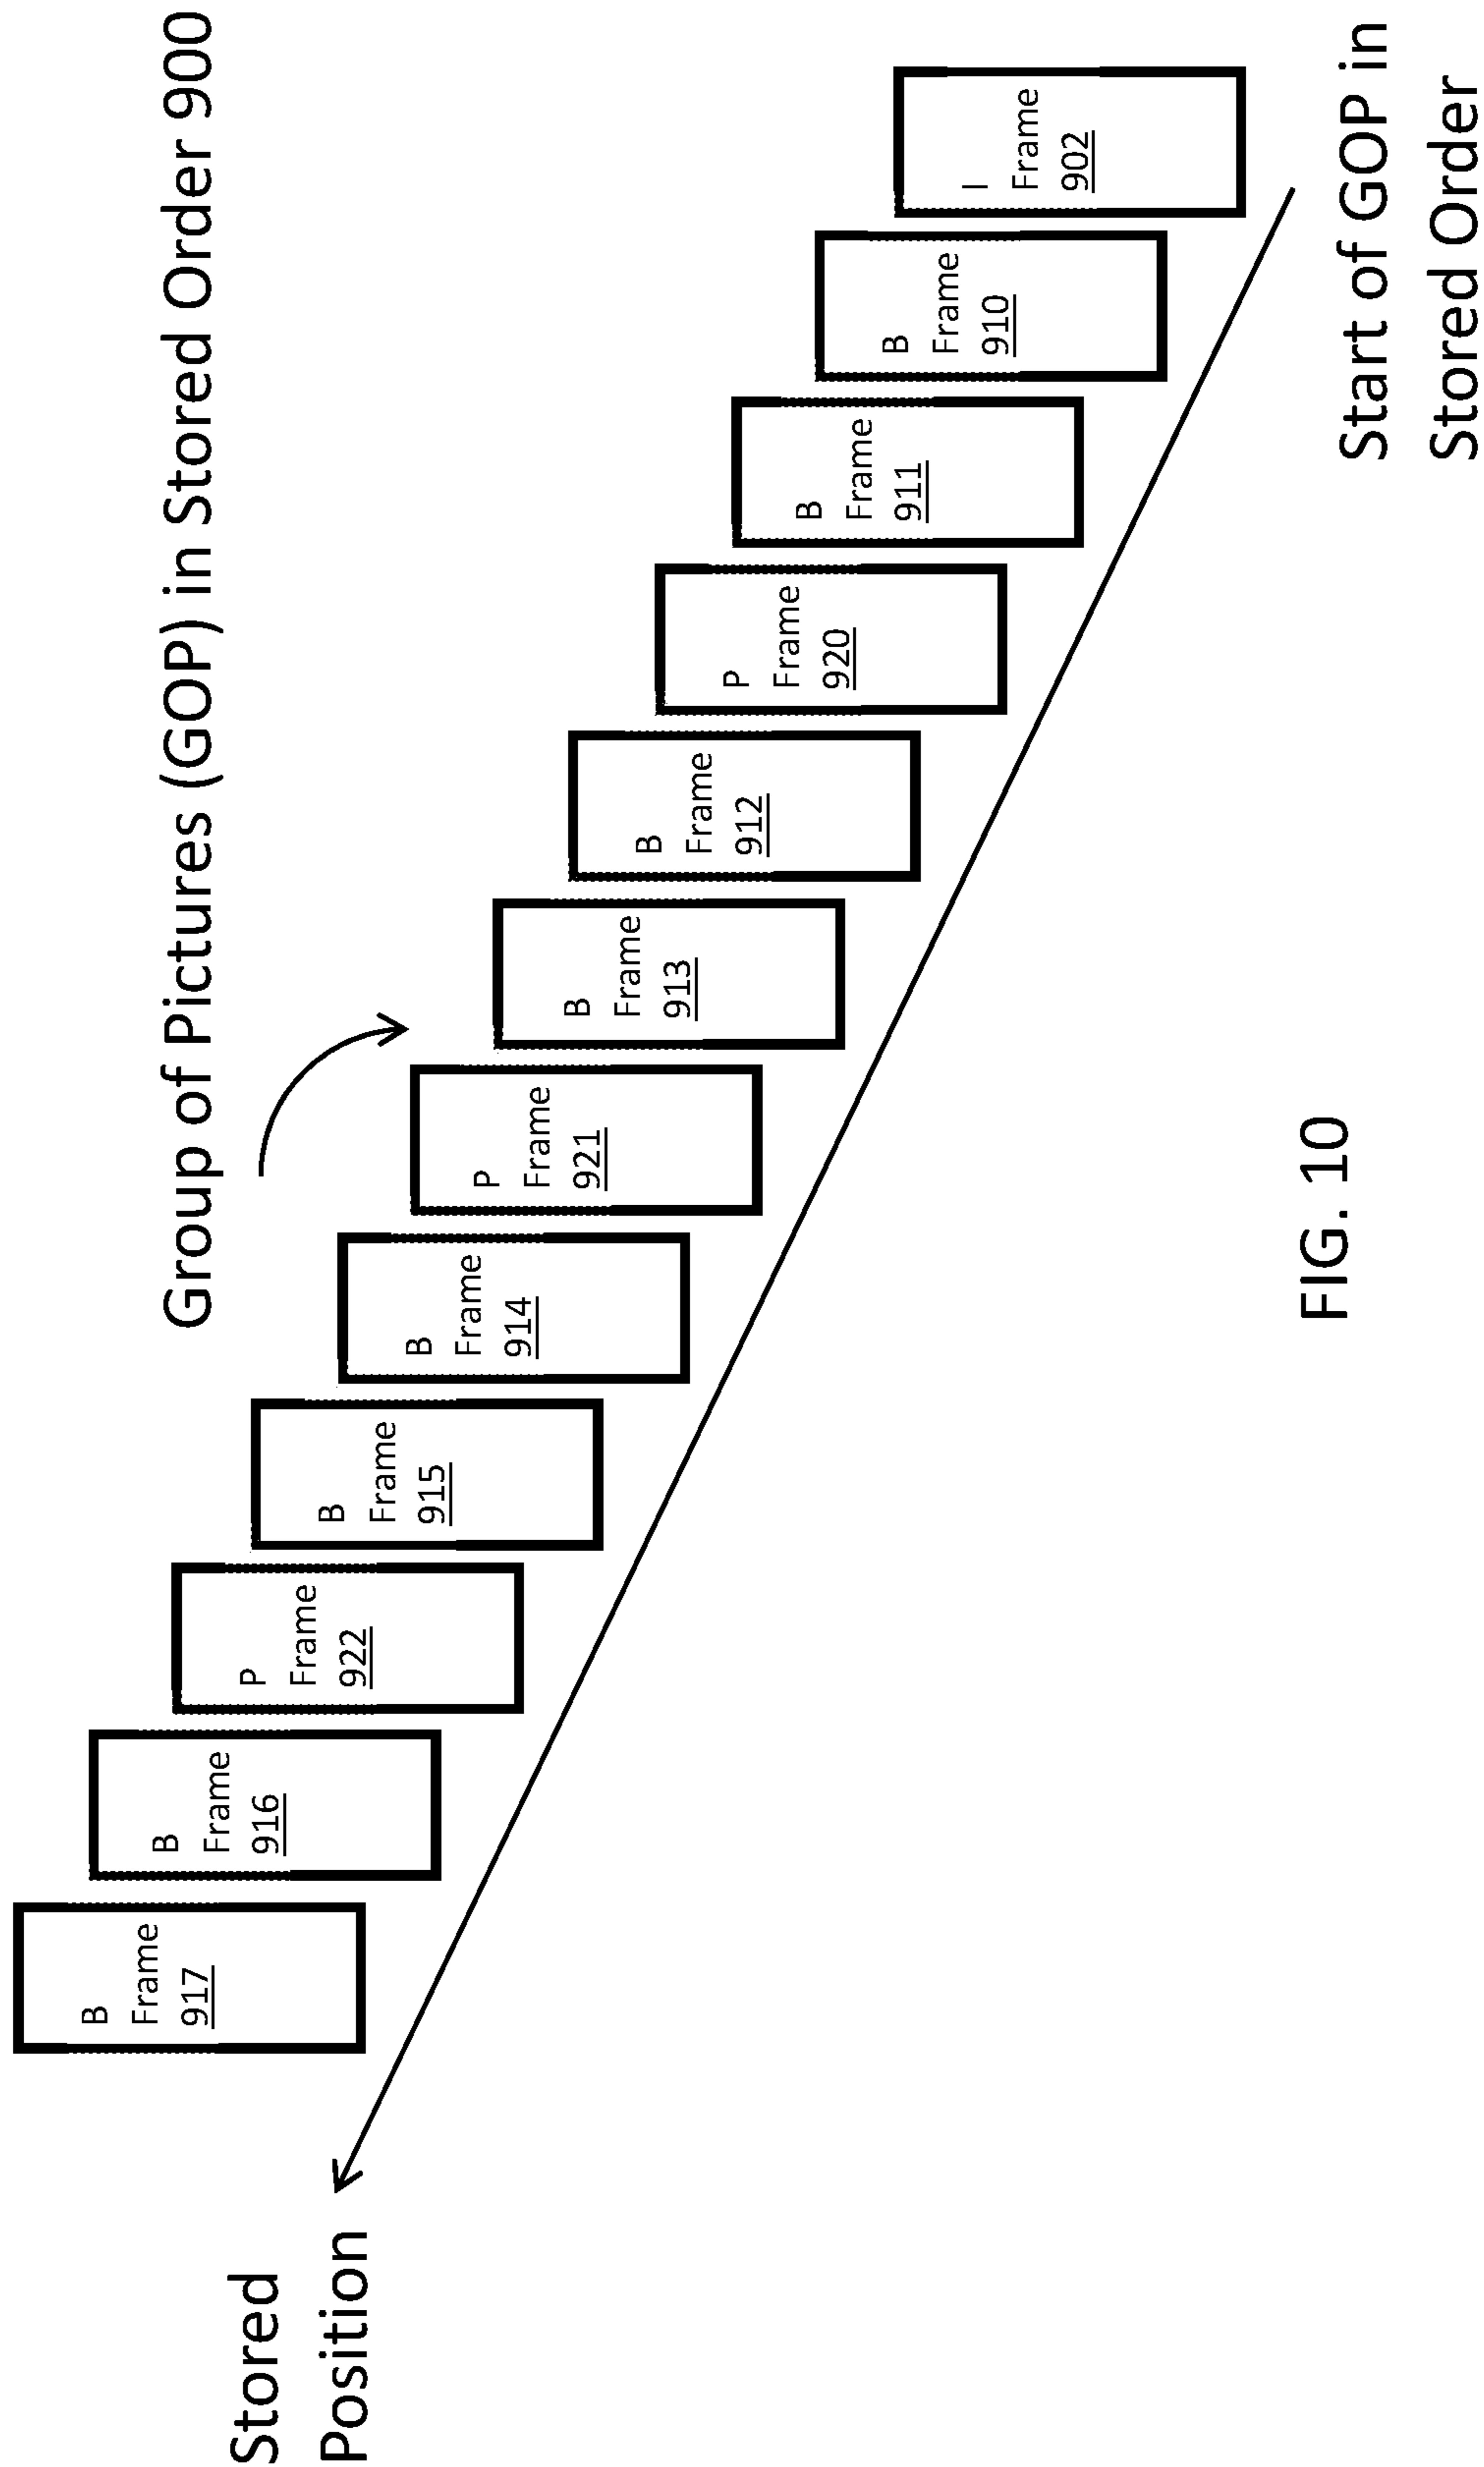 Group of Pictures (GOP) in Stored Order 900
Stored
Position
B
Frame
917
B
Frame
916
P
Frame
922
B
Frame
915
B
Frame
914
P
Frame
921
B
Frame
913
B
Frame
912
P
Frame
920
B
Frame
911
B
Frame
910
I
Frame
902
Start of GOP in
Stored Order
FIG. 10